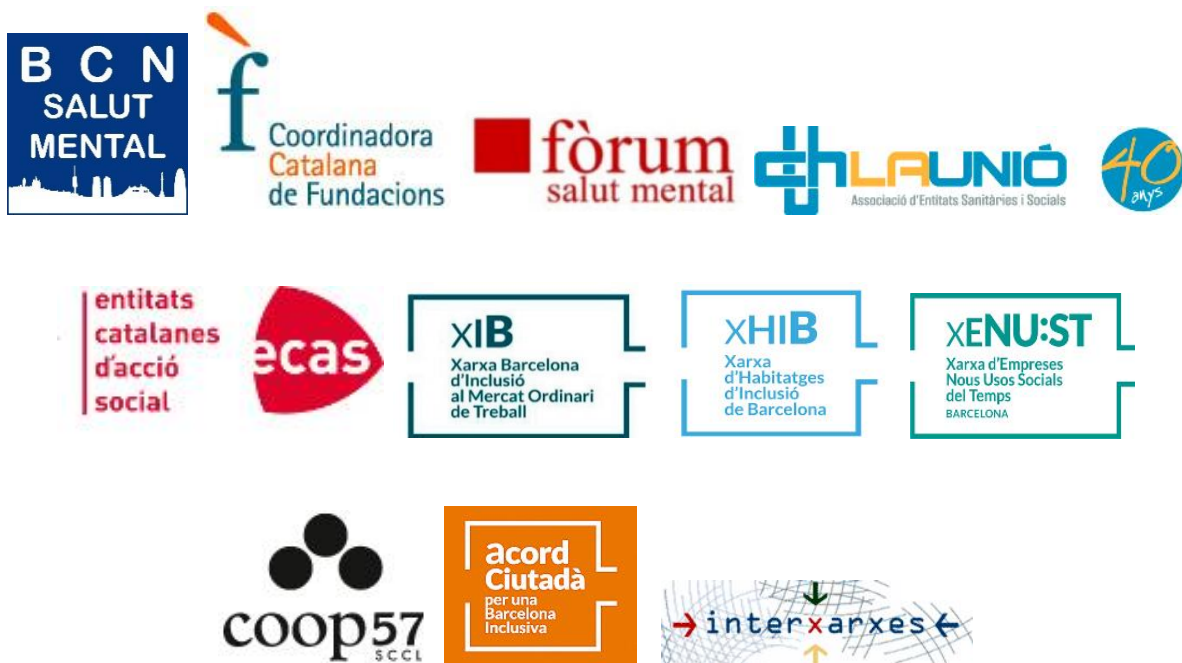 B C N
SALUT
MENTAL
f̀
Coordinadora
Catalana
de Fundacions
fòrum
salut mental
LAUNIÓ
Associació d'Entitats Sanitàries i Socials
40
anys
entitats
catalanes
d'acció
social
ecas
xIB
Xarxa Barcelona
d'Inclusió
al Mercat Ordinari
de Treball
xHIB
Xarxa
d'Habitatges
d'Inclusió
de Barcelona
xENU:ST
Xarxa d'Empreses
Nous Usos Socials
del Temps
BARCELONA
coop57
SCCL
acord
Ciutadà
per una
Barcelona
Inclusiva
interxarxes